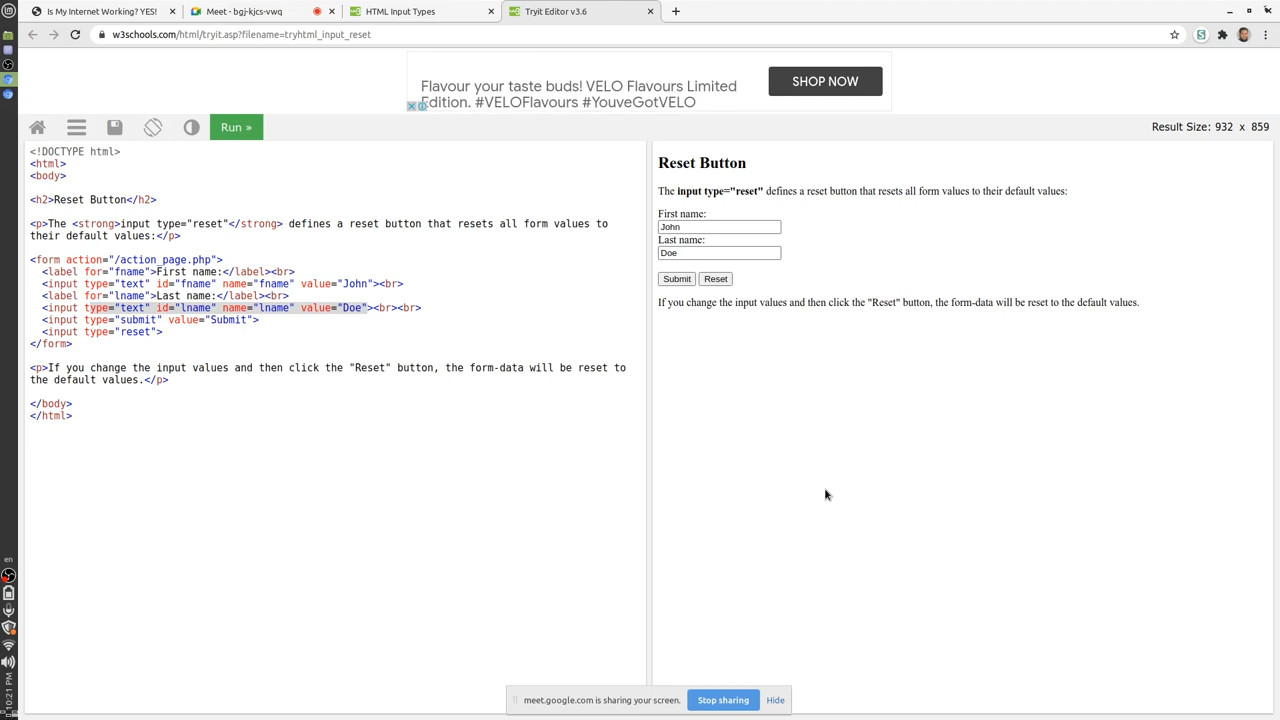 Is My Internet Working? YES!
Meet - bgj-kjcs-vwq
HTML Input Types
Tryit Editor v3.6
w3schools.com/html/tryit.asp?filename=tryhtml_input_reset
Flavour your taste buds! VELO Flavours Limited
Edition. #VELOFlavours #YouveGotVELO
SHOP NOW
Run »
Result Size: 932 x 859
<!DOCTYPE html>
<html>
<body>
<h2>Reset Button</h2>
<p>The <strong>input type="reset"</strong> defines a reset button that resets all form values to
their default values:</p>
<form action="/action_page.php">
<label for="fname">First name:</label><br>
<input type="text" id="fname" name="fname" value="John"><br>
<label for="lname">Last name:</label><br>
<input type="text" id="lname" name="lname" value="Doe"><br><br>
<input type="submit" value="Submit">
<input type="reset">
</form>
<p>If you change the input values and then click the "Reset" button, the form-data will be reset to
the default values.</p>
</body>
</html>
Reset Button
The input type="reset" defines a reset button that resets all form values to their default values:
First name:
John
Last name:
Doe
Submit Reset
If you change the input values and then click the "Reset" button, the form-data will be reset to the default values.
en
10:21 PM
meet.google.com is sharing your screen.
Stop sharing
Hide